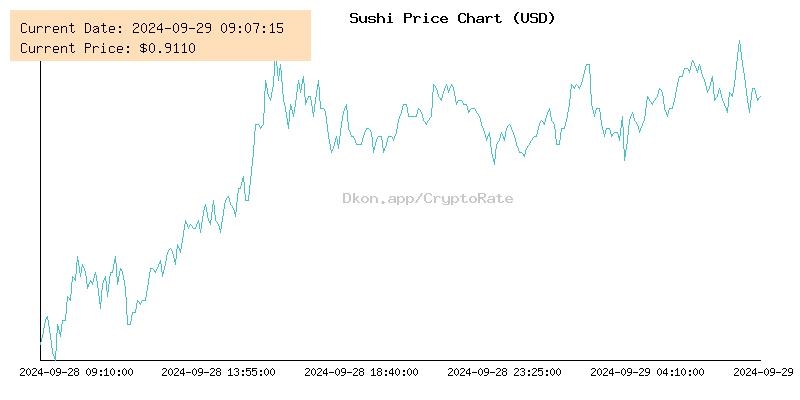 Sushi Price Chart (USD)
Current Date: 2024-09-29 09:07:15
Current Price: $0.9110
Dkon.app/CryptoRate
2024-09-28 09:10:00 2024-09-28 13:55:00 2024-09-28 18:40:00 2024-09-28 23:25:00 2024-09-29 04:10:00 2024-09-29